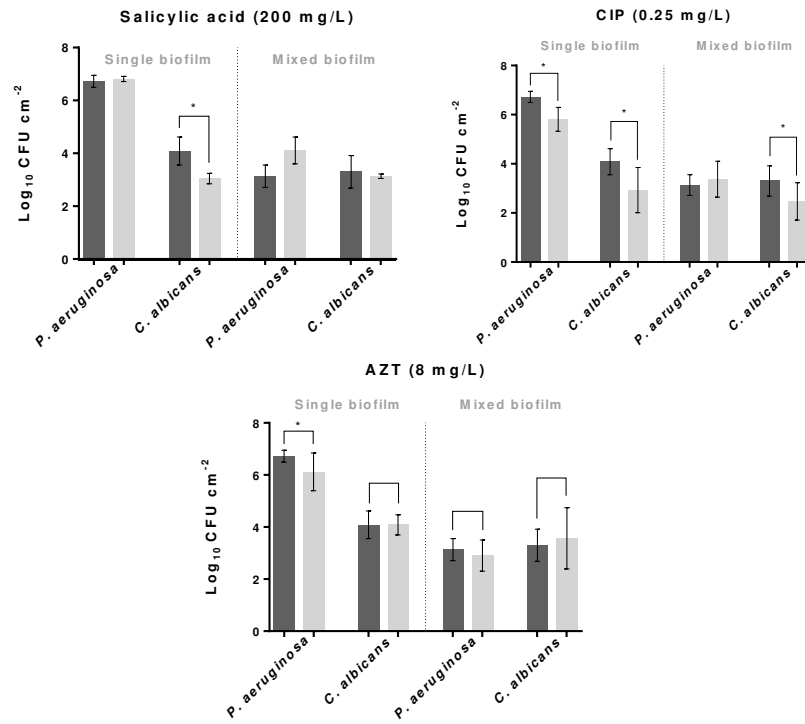 Salicylic acid (200 mg/L)
Single biofilm
Mixed biofilm
Log10 CFU cm-2
8
6
4
2
0
*
P. aeruginosa
C. albicans
P. aeruginosa
C. albicans
CIP (0.25 mg/L)
Single biofilm
Mixed biofilm
Log10 CFU cm-2
8
6
4
2
0
*
*
*
P. aeruginosa
C. albicans
P. aeruginosa
C. albicans
AZT (8 mg/L)
Single biofilm
Mixed biofilm
Log10 CFU cm-2
8
6
4
2
0
*
P. aeruginosa
C. albicans
P. aeruginosa
C. albicans